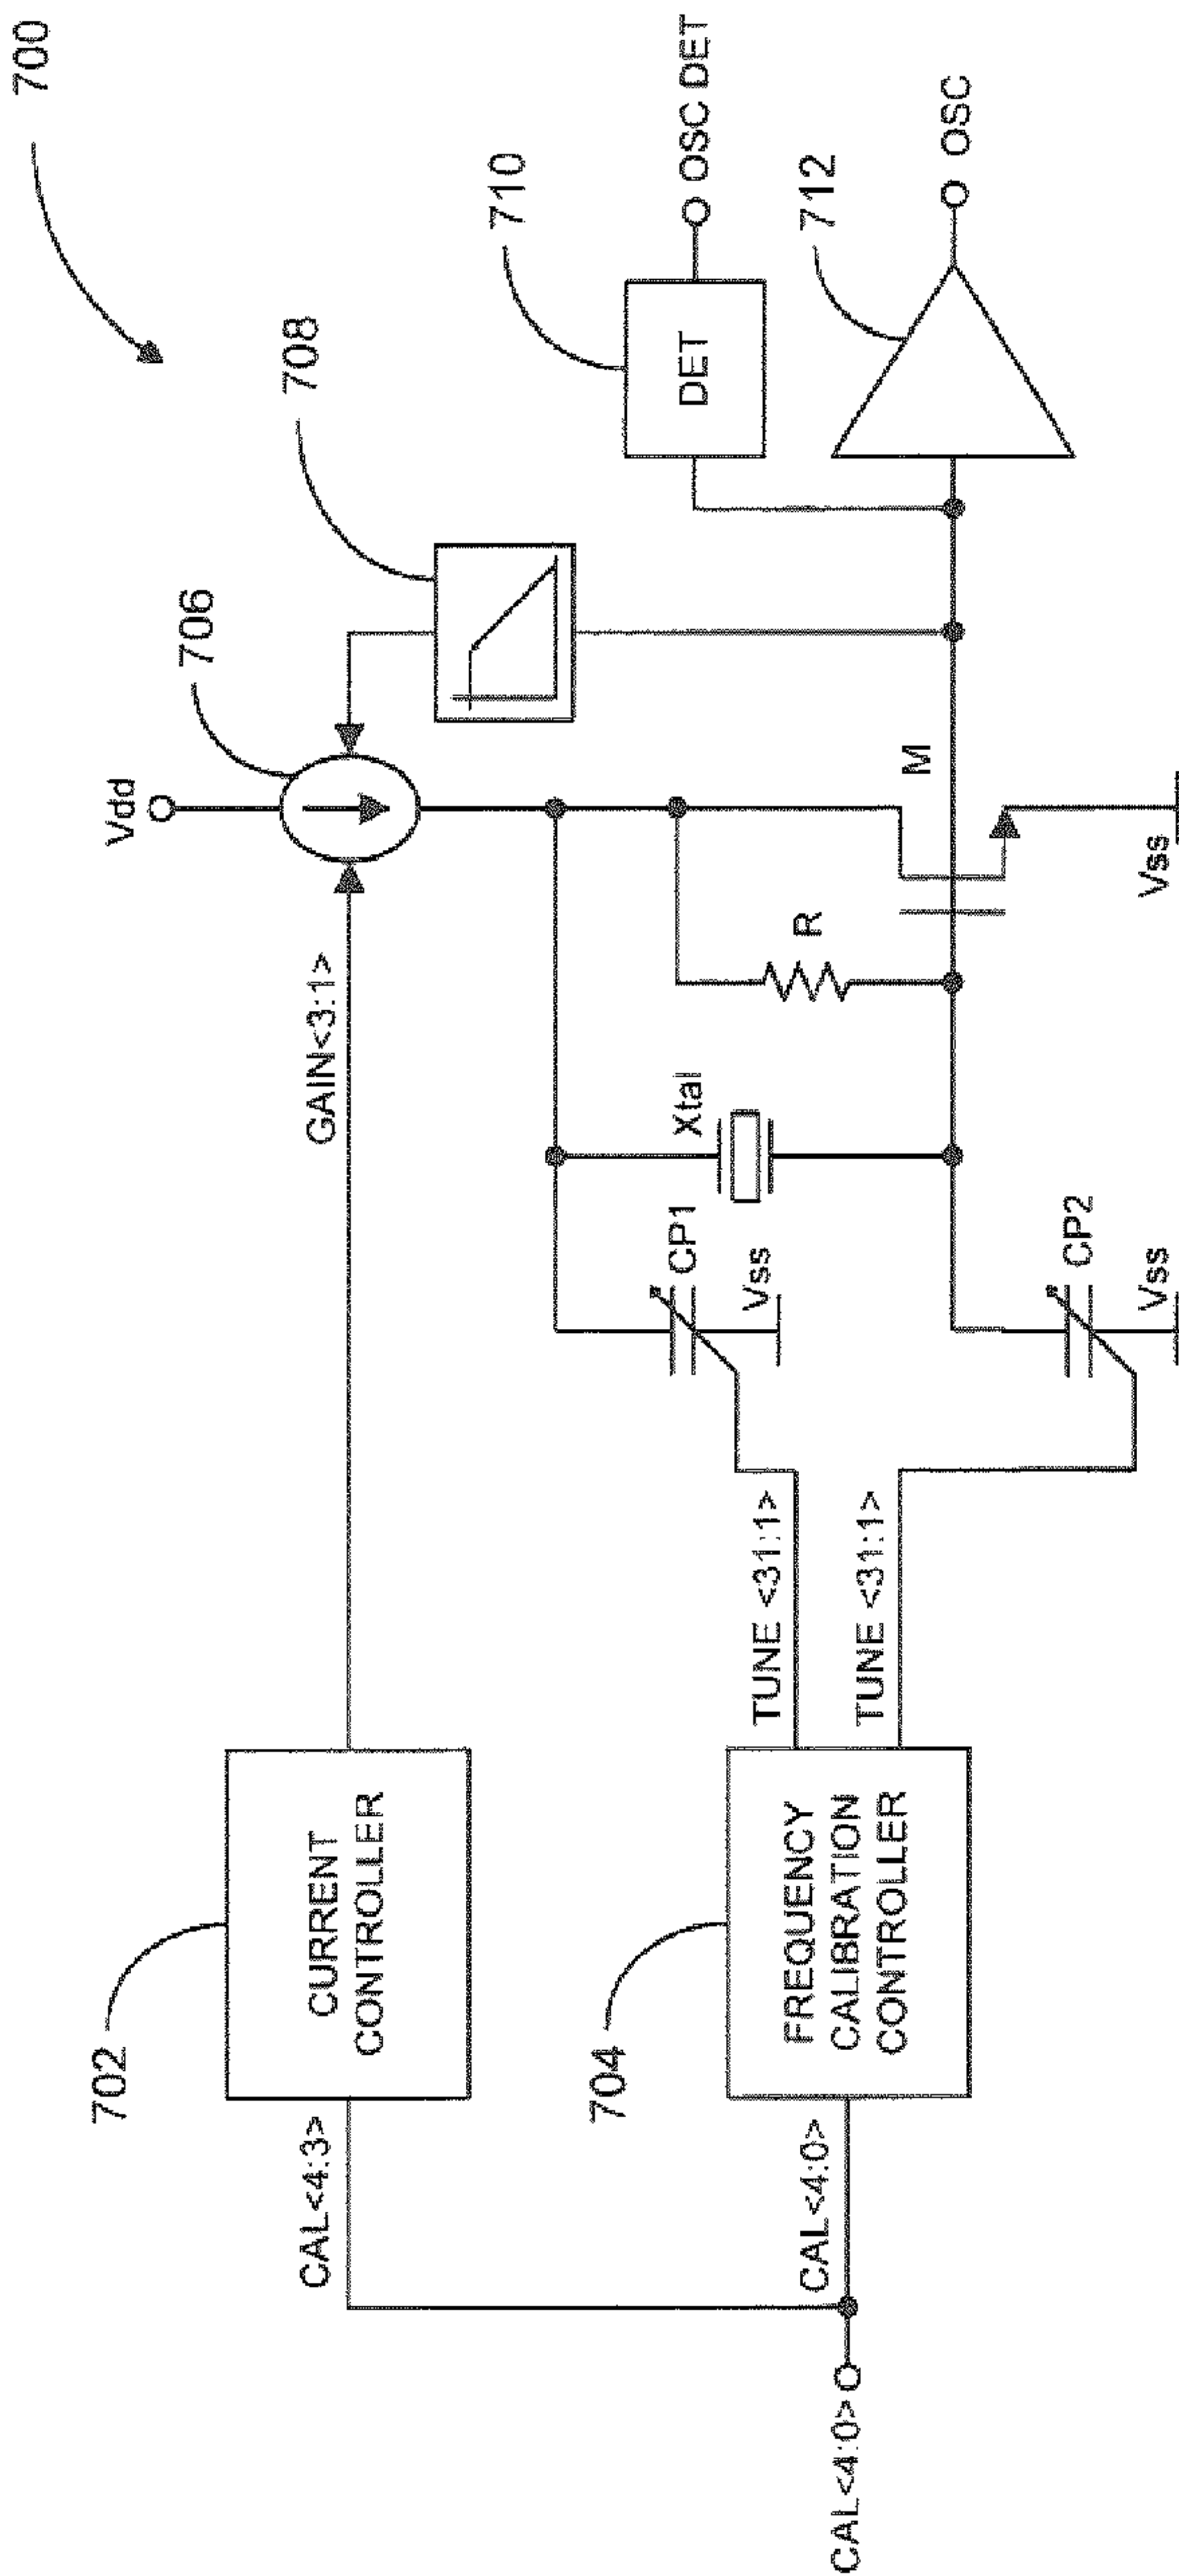 700
702
CURRENT
CONTROLLER
CAL<4:3>
GAIN<3:1>
Vdd
706
708
710
DET
OSC DET
712
OSC
CAL<4:0>
CAL<4:0>
704
FREQUENCY
CALIBRATION
CONTROLLER
TUNE <31:1>
TUNE <31:1>
CP1
Vss
Xtal
R
M
CP2
Vss
Vss